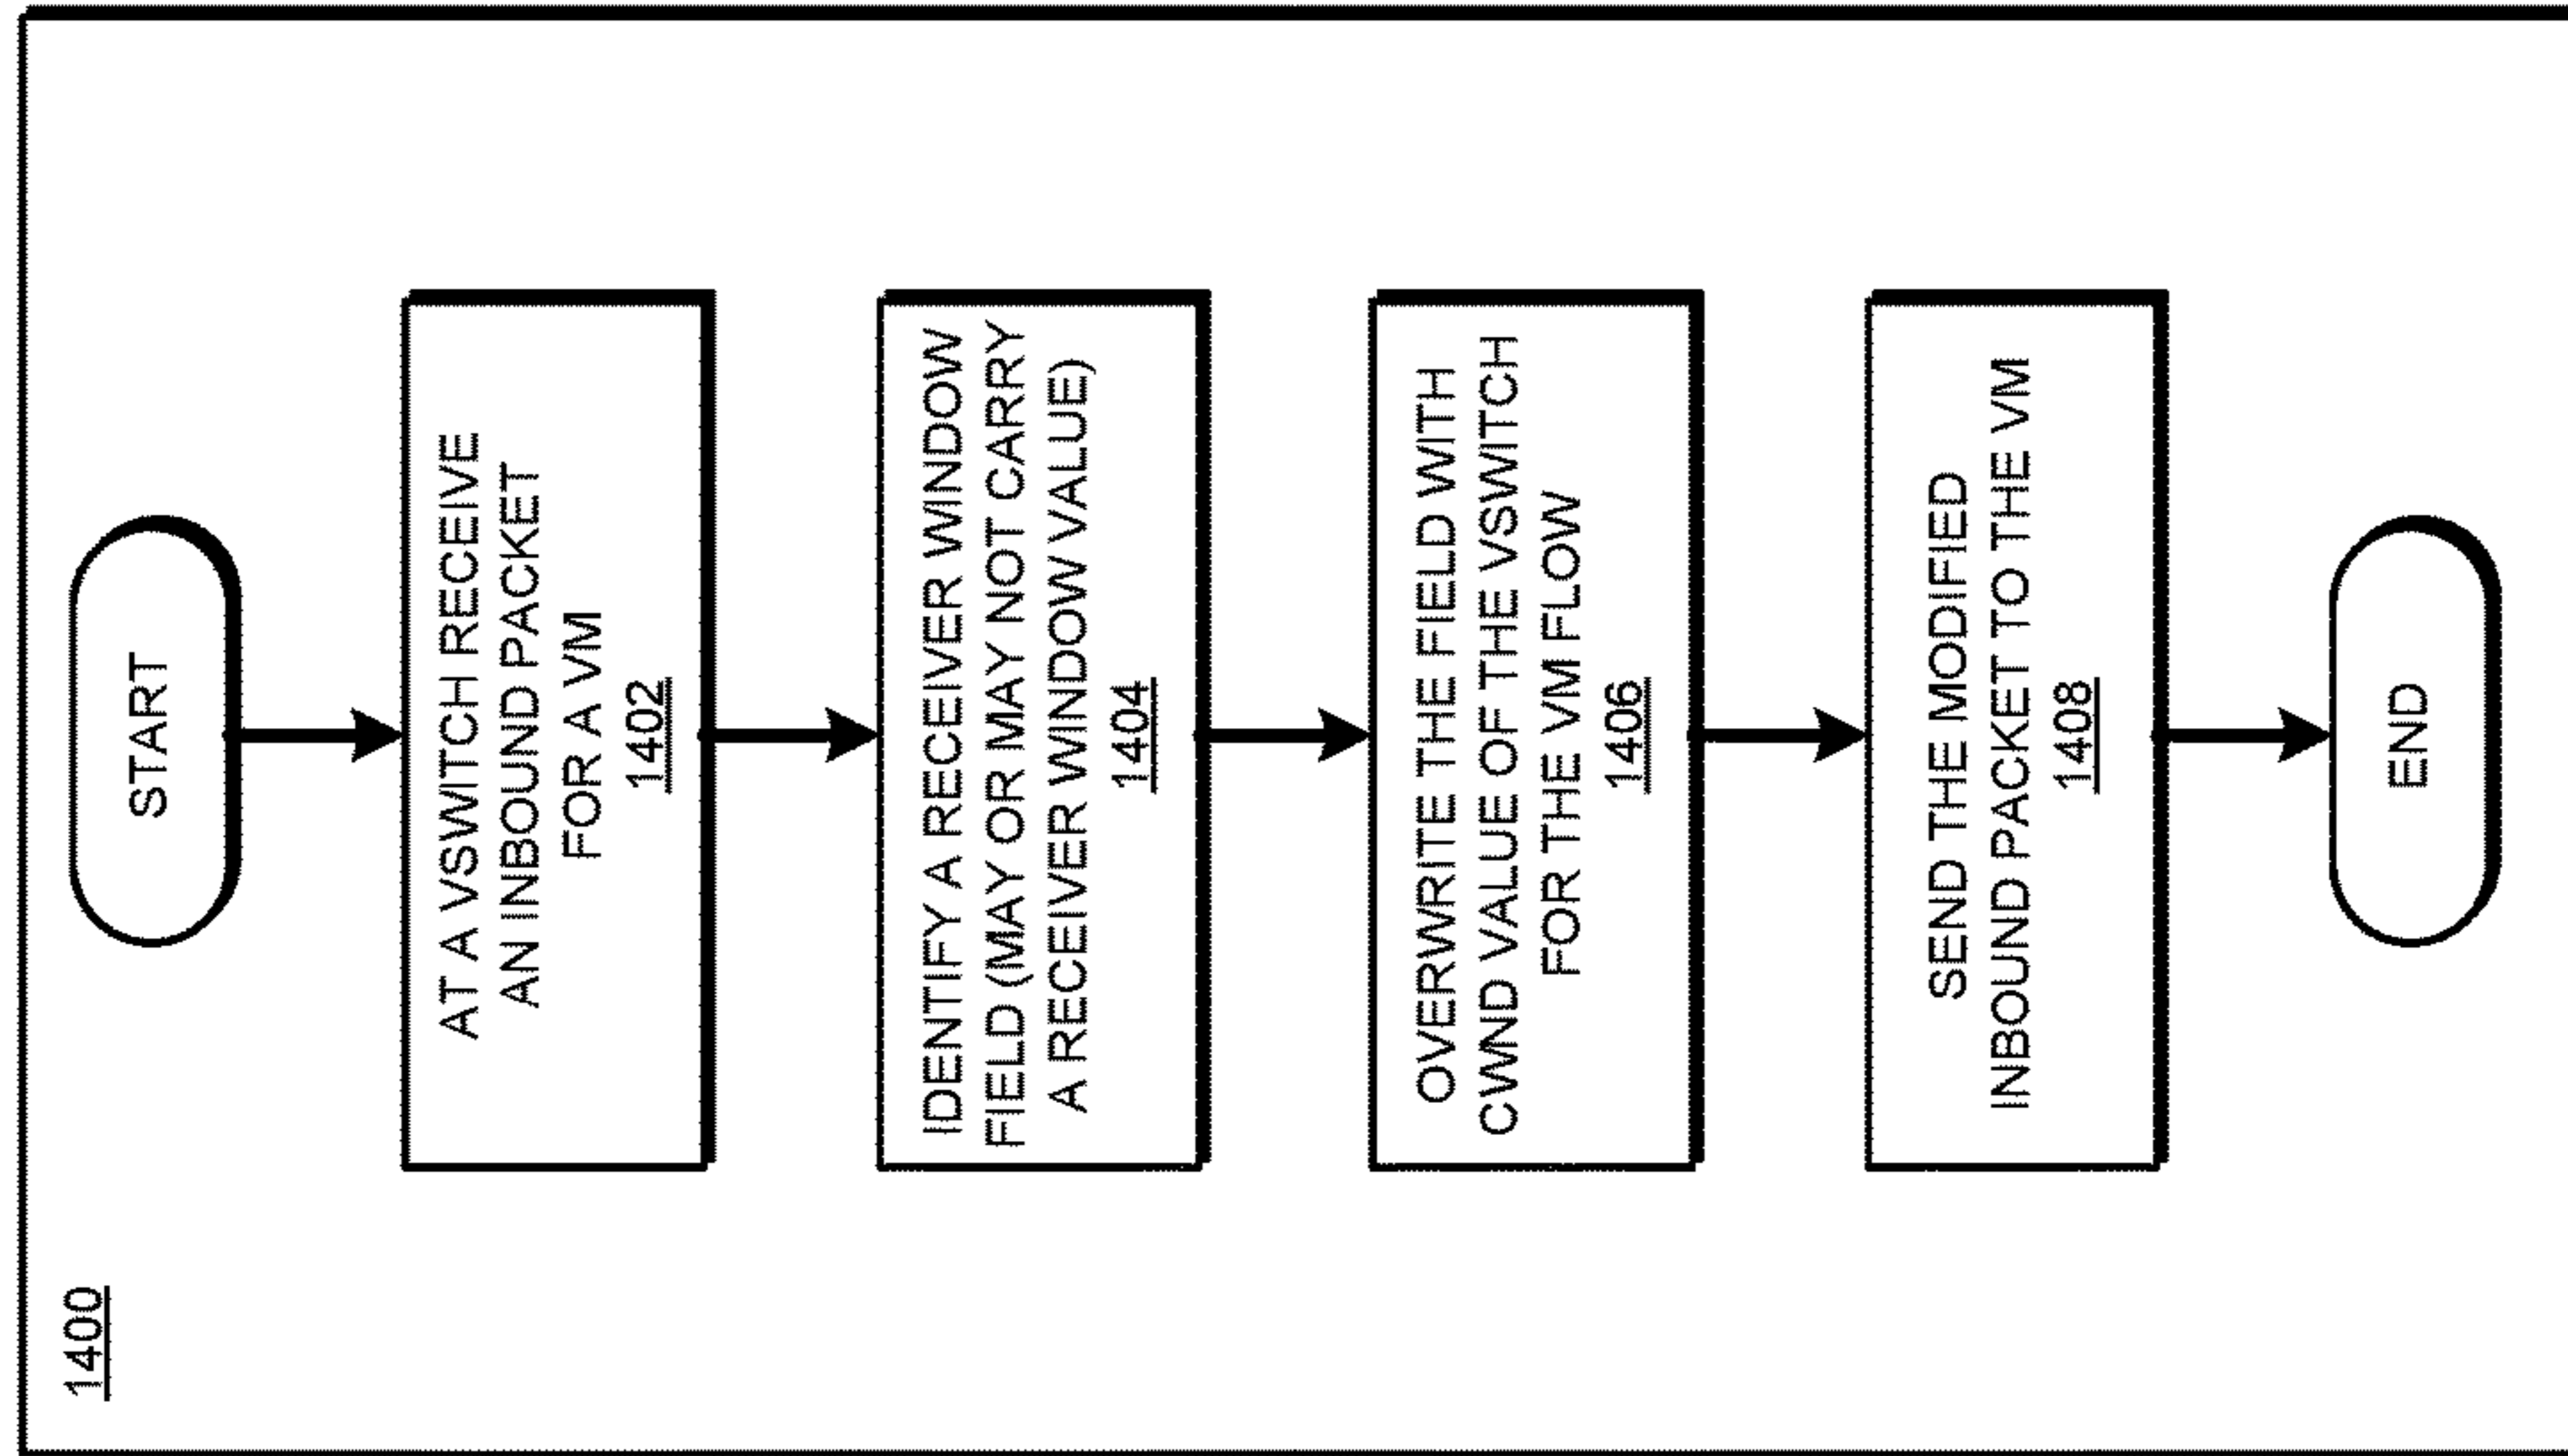 1400
START
AT A VSWITCH RECEIVE
AN INBOUND PACKET
FOR A VM
1402
IDENTIFY A RECEIVER WINDOW
FIELD (MAY OR MAY NOT CARRY
A RECEIVER WINDOW VALUE)
1404
OVERWRITE THE FIELD WITH
CWND VALUE OF THE VSWITCH
FOR THE VM FLOW
1406
SEND THE MODIFIED
INBOUND PACKET TO THE VM
1408
END